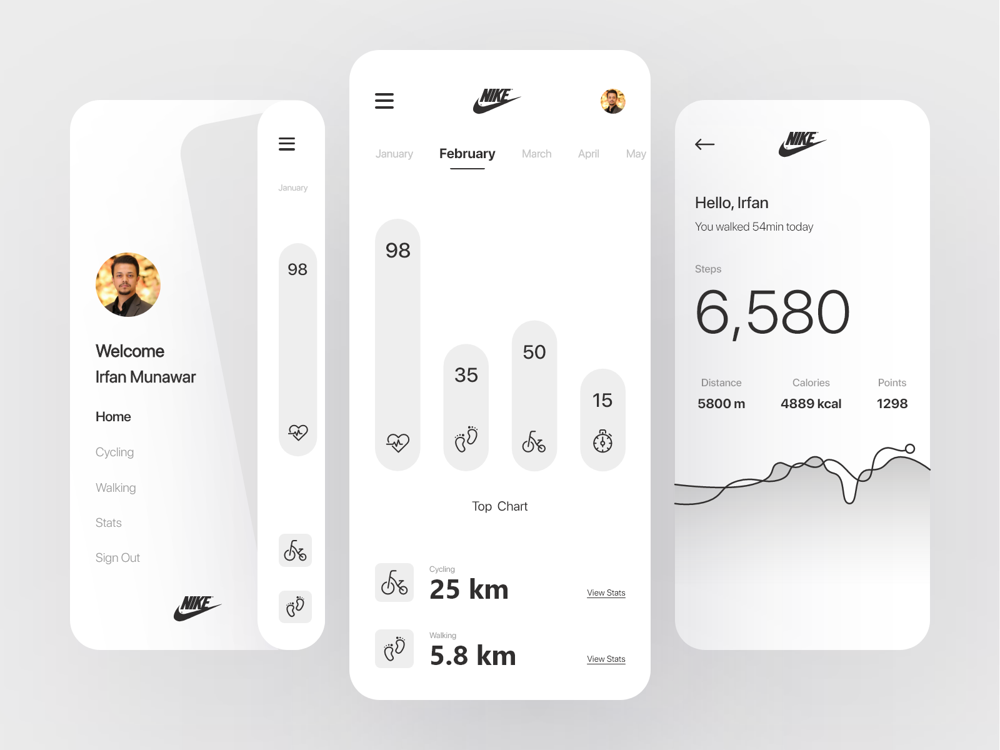 January
98
Welcome
Irfan Munawar
Home
Cycling
Walking
Stats
Sign Out
NIKE
NIKE
January February March April May
98
35
50
15
Top Chart
Cycling
25 km
View Stats
Walking
5.8 km
View Stats
NIKE
Hello, Irfan
You walked 54min today
Steps
6,580
Distance Calories Points
5800 m 4889 kcal 1298